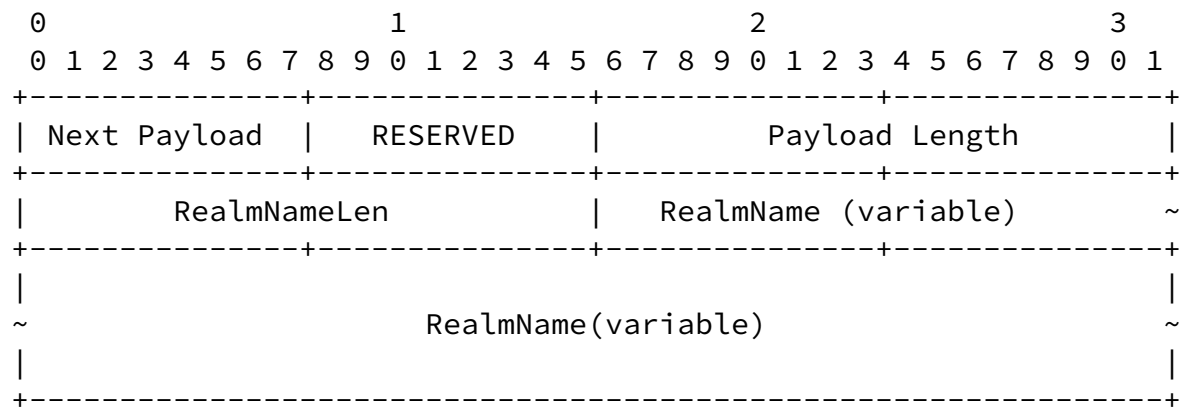 0                   1                   2                   3
 0 1 2 3 4 5 6 7 8 9 0 1 2 3 4 5 6 7 8 9 0 1 2 3 4 5 6 7 8 9 0 1
+---------------+---------------+---------------+---------------+
| Next Payload  |   RESERVED    |         Payload Length        |
+---------------+---------------+---------------+---------------+
|        RealmNameLen           |   RealmName (variable)        ~
+---------------+---------------+---------------+---------------+
|                                                               |
~                      RealmName(variable)                      ~
|                                                               |
+---------------------------------------------------------------+